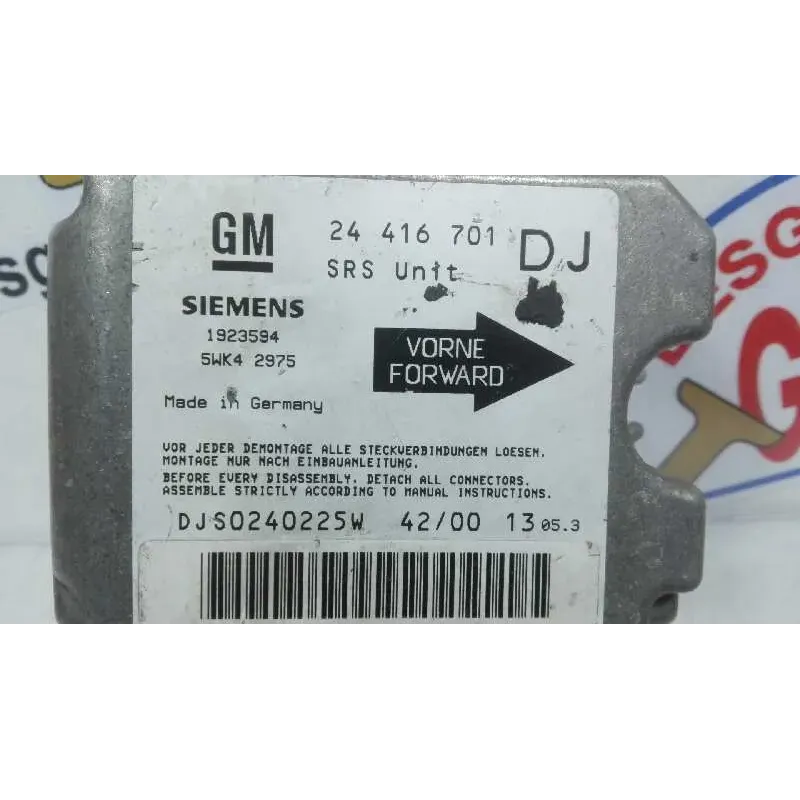 GM
24 416 701 DJ
SRS Unit
SIEMENS
1923594
5WK4 2975
VORNE
FORWARD
Made in Germany
VOR JEDER DEMONTAGE ALLE STECKVERBINDUNGEN LOESEN.
MONTAGE NUR NACH EINBAUANLEITUNG.
BEFORE EVERY DISASSEMBLY. DETACH ALL CONNECTORS.
ASSEMBLE STRICTLY ACCORDING TO MANUAL INSTRUCTIONS.
DJS0240225W 42/00 13 05.3